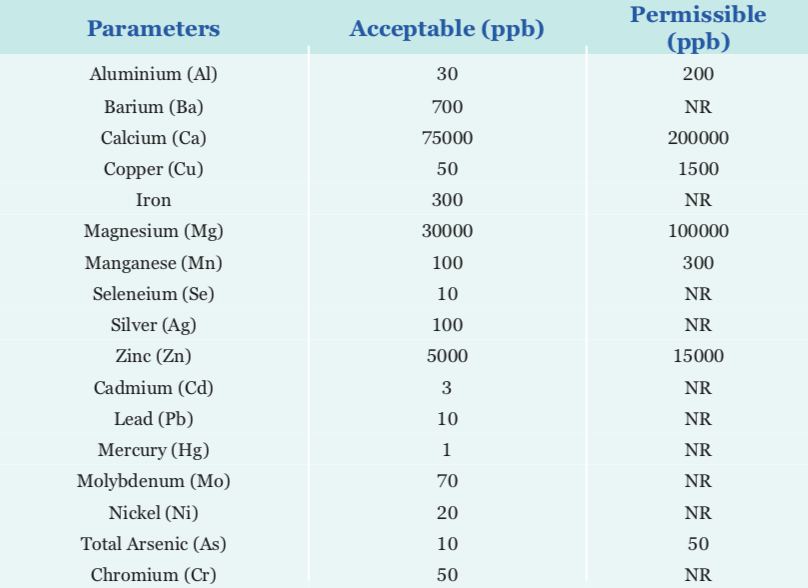 Parameters Acceptable (ppb) Permissible (ppb)
Aluminium (Al) 30 200
Barium (Ba) 700 NR
Calcium (Ca) 75000 200000
Copper (Cu) 50 1500
Iron 300 NR
Magnesium (Mg) 30000 100000
Manganese (Mn) 100 300
Seleneium (Se) 10 NR
Silver (Ag) 100 NR
Zinc (Zn) 5000 15000
Cadmium (Cd) 3 NR
Lead (Pb) 10 NR
Mercury (Hg) 1 NR
Molybdenum (Mo) 70 NR
Nickel (Ni) 20 NR
Total Arsenic (As) 10 50
Chromium (Cr) 50 NR